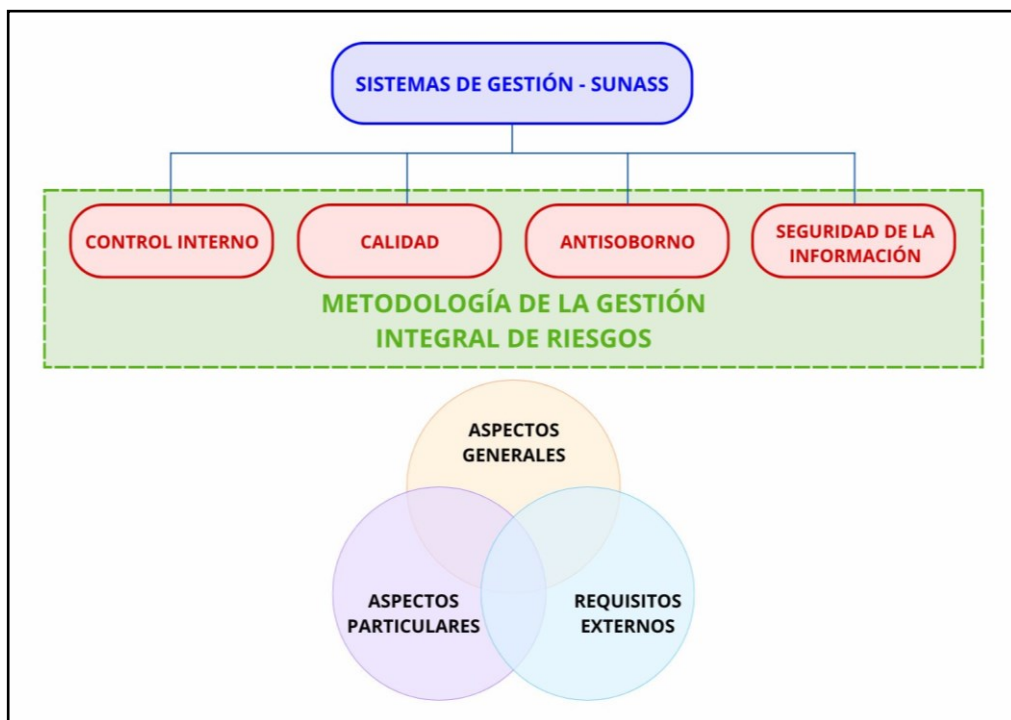 SISTEMAS DE GESTIÓN - SUNASS
CONTROL INTERNO
CALIDAD
ANTISOBORNO
SEGURIDAD DE LA
INFORMACIÓN
METODOLOGÍA DE LA GESTIÓN
INTEGRAL DE RIESGOS
ASPECTOS
GENERALES
ASPECTOS
PARTICULARES
REQUISITOS
EXTERNOS